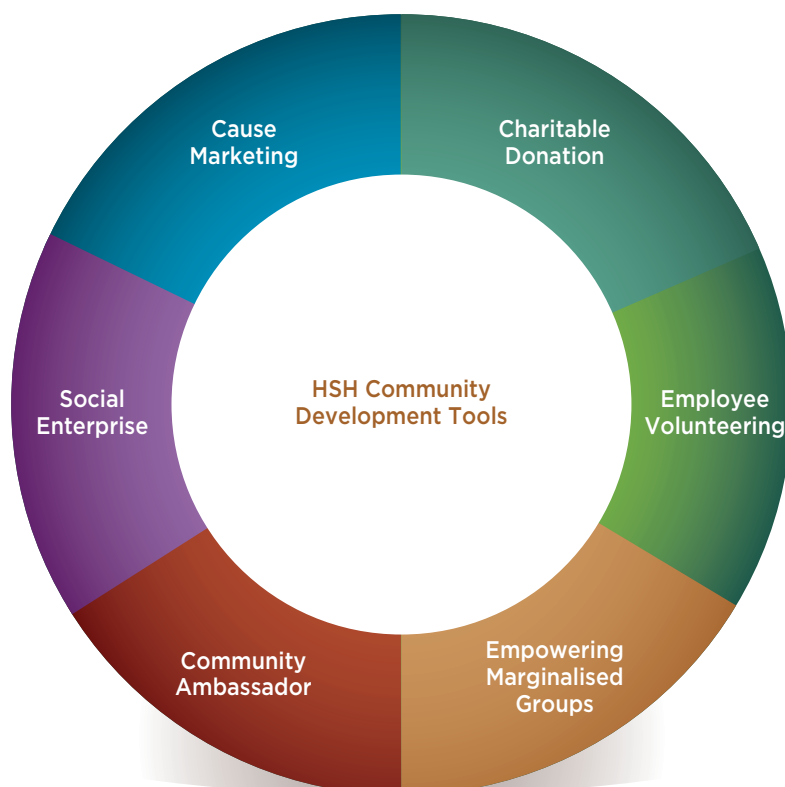 Cause
Marketing
Charitable
Donation
Social
Enterprise
HSH Community
Development Tools
Employee
Volunteering
Community
Ambassador
Empowering
Marginalised
Groups